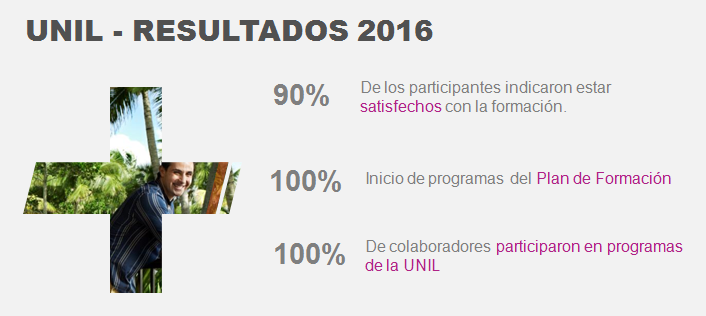 UNIL - RESULTADOS 2016
90%
De los participantes indicaron estar
satisfechos con la formación.
100%
Inicio de programas del Plan de Formación
100%
De colaboradores participaron en programas
de la UNIL